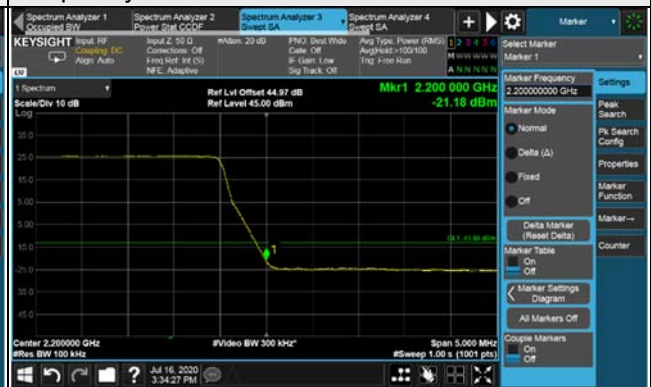 Spectrum Analyzer 1
Occupied BW
Spectrum Analyzer 2
Power Stat CCDF
Spectrum Analyzer 3
Swept SA
Spectrum Analyzer 4
Swept SA
Marker
KEYSIGHT
Input: RF
Coupling: DC
Align: Auto
Input Z: 50 Ω
Corrections: Off
Freq Ref: Int (S)
NFE: Adaptive
#Atten: 20 dB
PNO: Best Wide
Gate: Off
IF Gain: Low
Sig Track: Off
Avg Type: Power (RMS)
Avg|Hold:>100/100
Trig: Free Run
1 2 3 4 5 6
M W W W W W
A N N N N N
LXI
Select Marker
Marker 1
1 Spectrum
Scale/Div 10 dB
Log
Ref Lvl Offset 44.97 dB
Ref Level 45.00 dBm
Mkr1 2.200 000 GHz
-21.18 dBm
35.0
25.0
15.0
5.00
-5.00
-15.0
-25.0
-35.0
-45.0
1
Center 2.200000 GHz
#Res BW 100 kHz
#Video BW 300 kHz*
Span 5.000 MHz
#Sweep 1.00 s (1001 pts)
Marker Frequency
2.200000000 GHz
Marker Mode
Normal
Delta (Δ)
Fixed
Off
Delta Marker
(Reset Delta)
Marker Table
On
Off
Marker Settings
Diagram
All Markers Off
Couple Markers
On
Off
Settings
Peak
Search
Pk Search
Config
Properties
Marker
Function
Marker→
Counter
?
Jul 16, 2020
3:34:27 PM